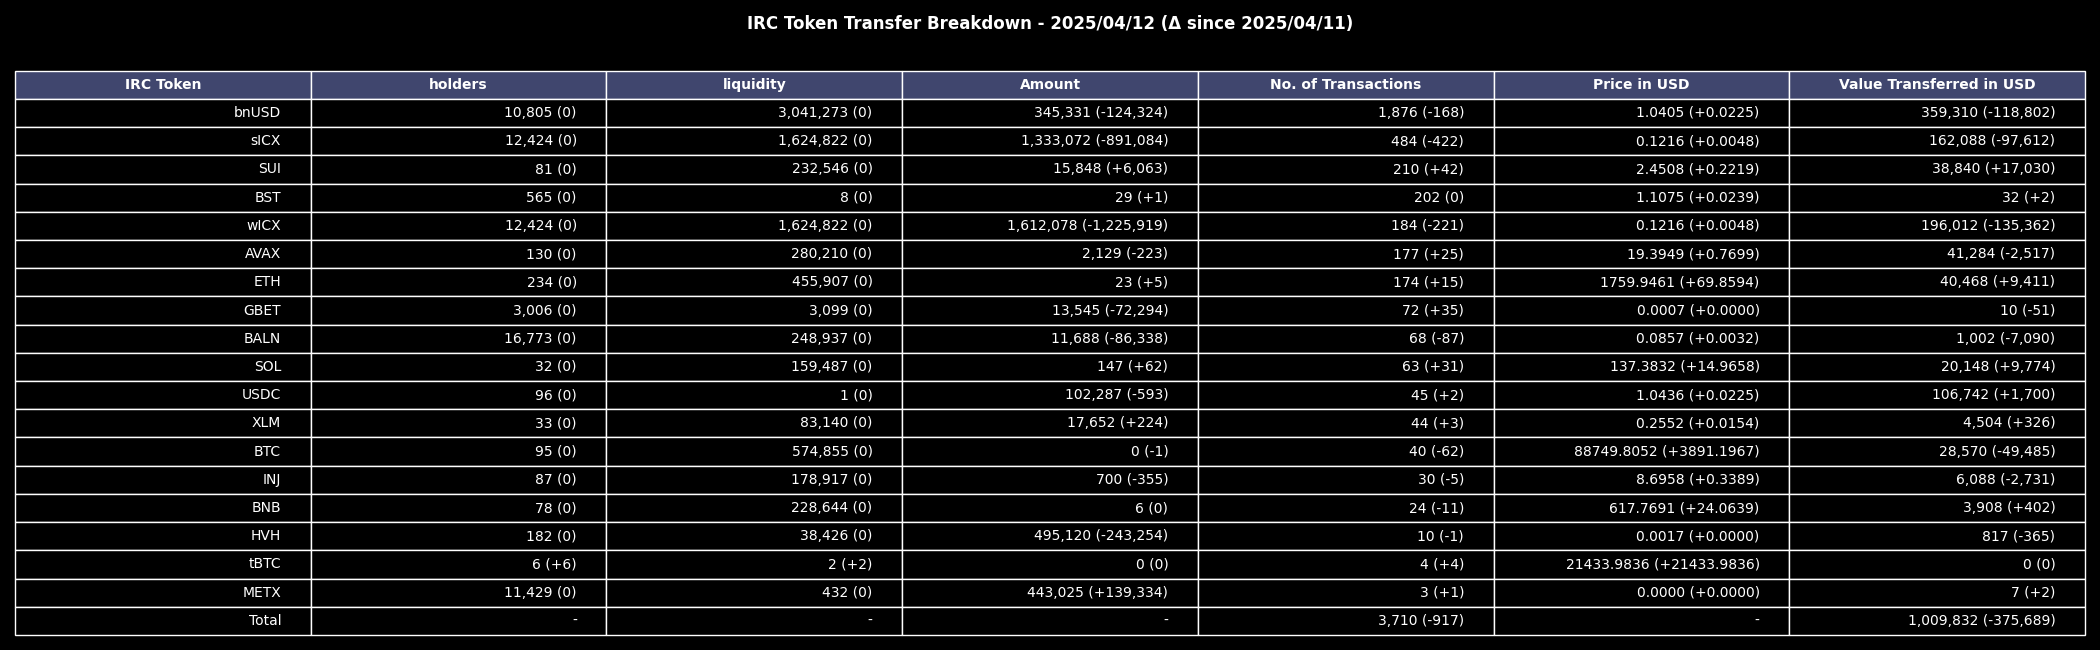 IRC Token Transfer Breakdown - 2025/04/12 (Δ since 2025/04/11)
IRC Token holders liquidity Amount No. of Transactions Price in USD Value Transferred in USD
bnUSD 10,805 (0) 3,041,273 (0) 345,331 (-124,324) 1,876 (-168) 1.0405 (+0.0225) 359,310 (-118,802)
sICX 12,424 (0) 1,624,822 (0) 1,333,072 (-891,084) 484 (-422) 0.1216 (+0.0048) 162,088 (-97,612)
SUI 81 (0) 232,546 (0) 15,848 (+6,063) 210 (+42) 2.4508 (+0.2219) 38,840 (+17,030)
BST 565 (0) 8 (0) 29 (+1) 202 (0) 1.1075 (+0.0239) 32 (+2)
wICX 12,424 (0) 1,624,822 (0) 1,612,078 (-1,225,919) 184 (-221) 0.1216 (+0.0048) 196,012 (-135,362)
AVAX 130 (0) 280,210 (0) 2,129 (-223) 177 (+25) 19.3949 (+0.7699) 41,284 (-2,517)
ETH 234 (0) 455,907 (0) 23 (+5) 174 (+15) 1759.9461 (+69.8594) 40,468 (+9,411)
GBET 3,006 (0) 3,099 (0) 13,545 (-72,294) 72 (+35) 0.0007 (+0.0000) 10 (-51)
BALN 16,773 (0) 248,937 (0) 11,688 (-86,338) 68 (-87) 0.0857 (+0.0032) 1,002 (-7,090)
SOL 32 (0) 159,487 (0) 147 (+62) 63 (+31) 137.3832 (+14.9658) 20,148 (+9,774)
USDC 96 (0) 1 (0) 102,287 (-593) 45 (+2) 1.0436 (+0.0225) 106,742 (+1,700)
XLM 33 (0) 83,140 (0) 17,652 (+224) 44 (+3) 0.2552 (+0.0154) 4,504 (+326)
BTC 95 (0) 574,855 (0) 0 (-1) 40 (-62) 88749.8052 (+3891.1967) 28,570 (-49,485)
INJ 87 (0) 178,917 (0) 700 (-355) 30 (-5) 8.6958 (+0.3389) 6,088 (-2,731)
BNB 78 (0) 228,644 (0) 6 (0) 24 (-11) 617.7691 (+24.0639) 3,908 (+402)
HVH 182 (0) 38,426 (0) 495,120 (-243,254) 10 (-1) 0.0017 (+0.0000) 817 (-365)
tBTC 6 (+6) 2 (+2) 0 (0) 4 (+4) 21433.9836 (+21433.9836) 0 (0)
METX 11,429 (0) 432 (0) 443,025 (+139,334) 3 (+1) 0.0000 (+0.0000) 7 (+2)
Total - - - 3,710 (-917) - 1,009,832 (-375,689)